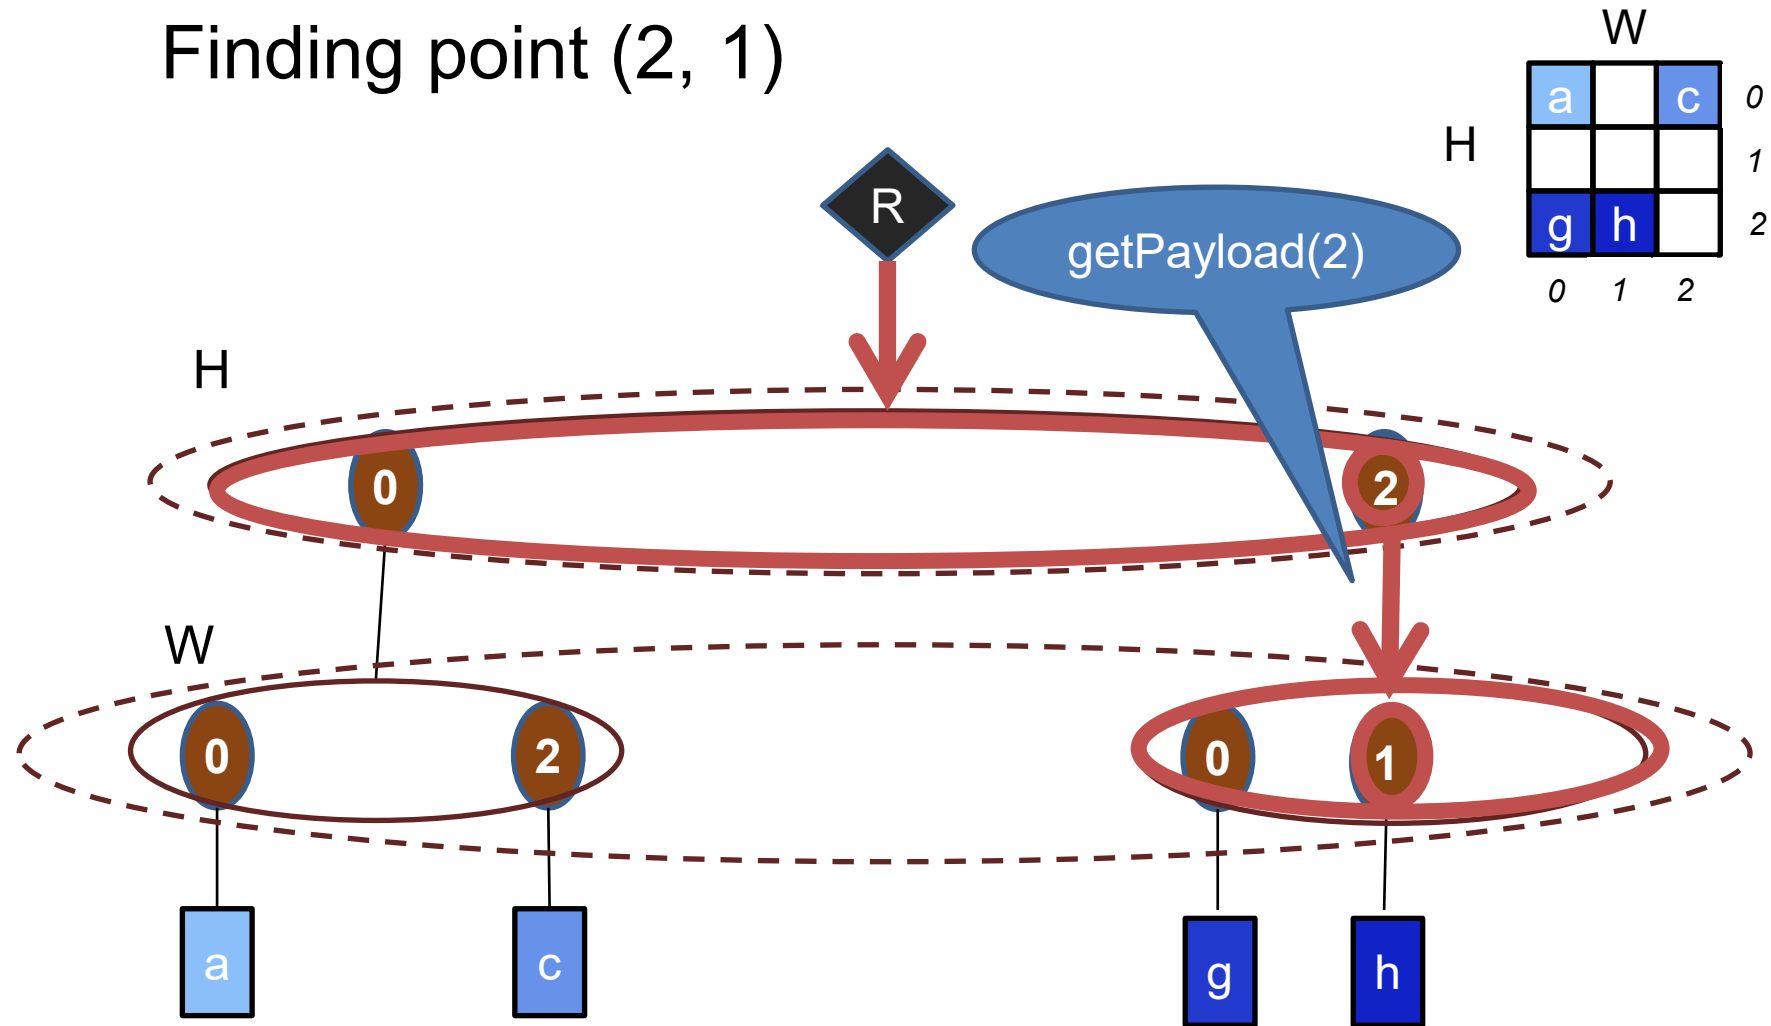 Finding point (2, 1)
W
a c 0
H 1
g h 2
0 1 2
R
getPayload(2)
H
0 2
W
0 2 0 1
a c g h